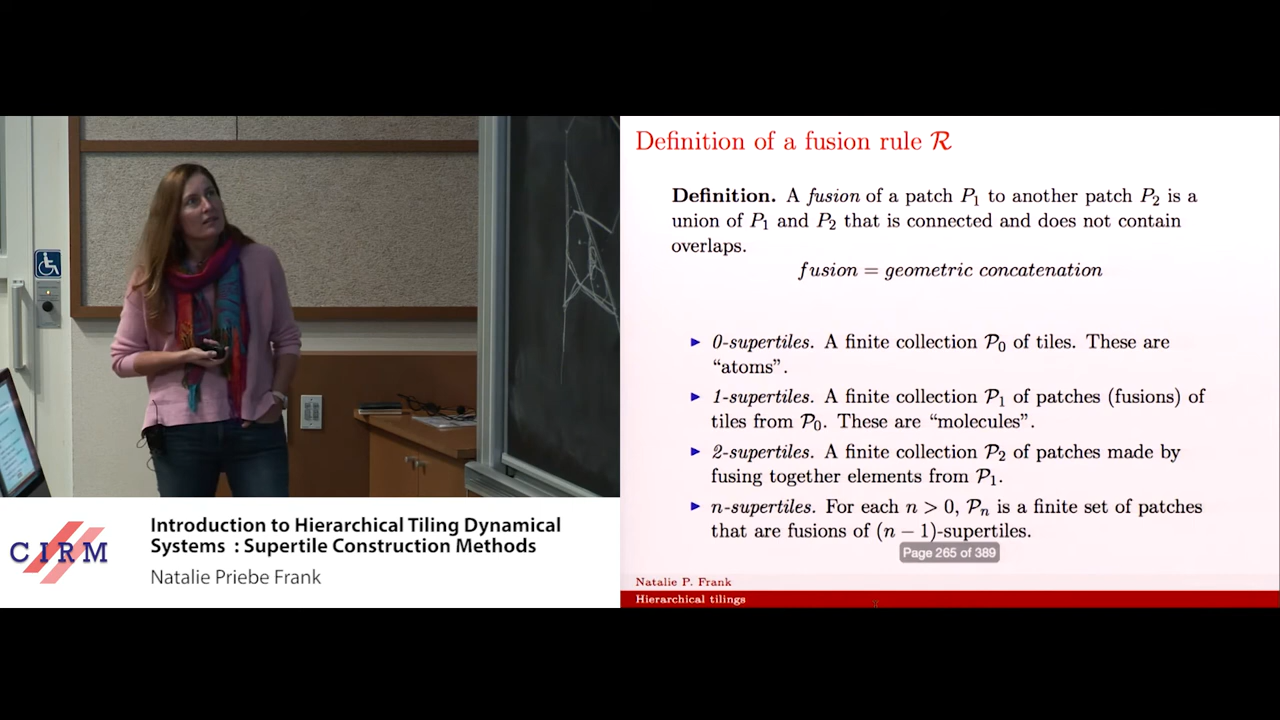 Definition of a fusion rule ℛ
Definition. A fusion of a patch P₁ to another patch P₂ is a
union of P₁ and P₂ that is connected and does not contain
overlaps.
fusion = geometric concatenation
▶ 0-supertiles. A finite collection 𝒫₀ of tiles. These are
“atoms”.
▶ 1-supertiles. A finite collection 𝒫₁ of patches (fusions) of
tiles from 𝒫₀. These are “molecules”.
▶ 2-supertiles. A finite collection 𝒫₂ of patches made by
fusing together elements from 𝒫₁.
▶ n-supertiles. For each n > 0, 𝒫ₙ is a finite set of patches
that are fusions of (n − 1)-supertiles.
Page 265 of 389
Natalie P. Frank
Hierarchical tilings
CIRM
Introduction to Hierarchical Tiling Dynamical
Systems : Supertile Construction Methods
Natalie Priebe Frank